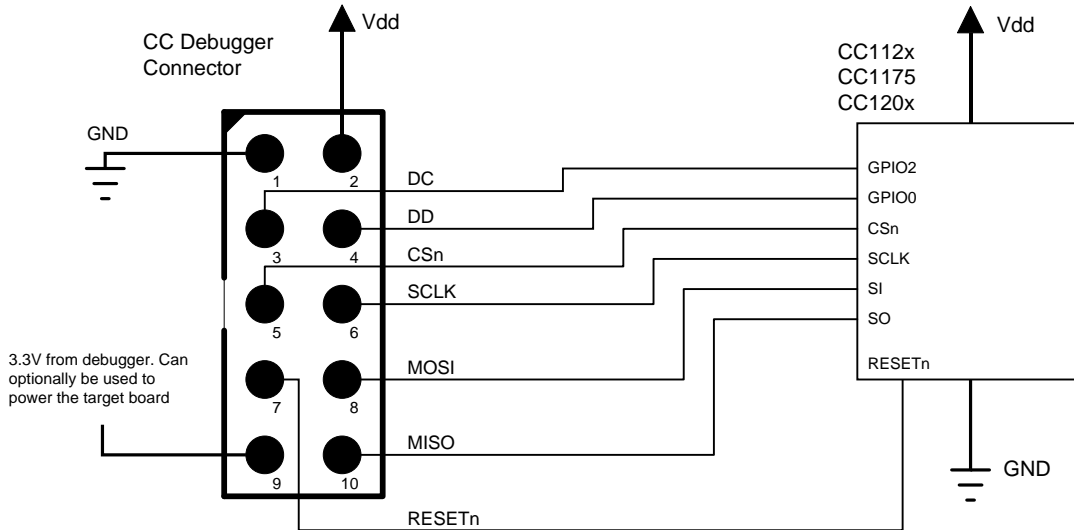 CC Debugger
Connector
Vdd
GND
1
2
3
4
5
6
7
8
9
10
DC
DD
CSn
SCLK
MOSI
MISO
RESETn
3.3V from debugger. Can
optionally be used to
power the target board
CC112x
CC1175
CC120x
Vdd
GPIO2
GPIO0
CSn
SCLK
SI
SO
RESETn
GND